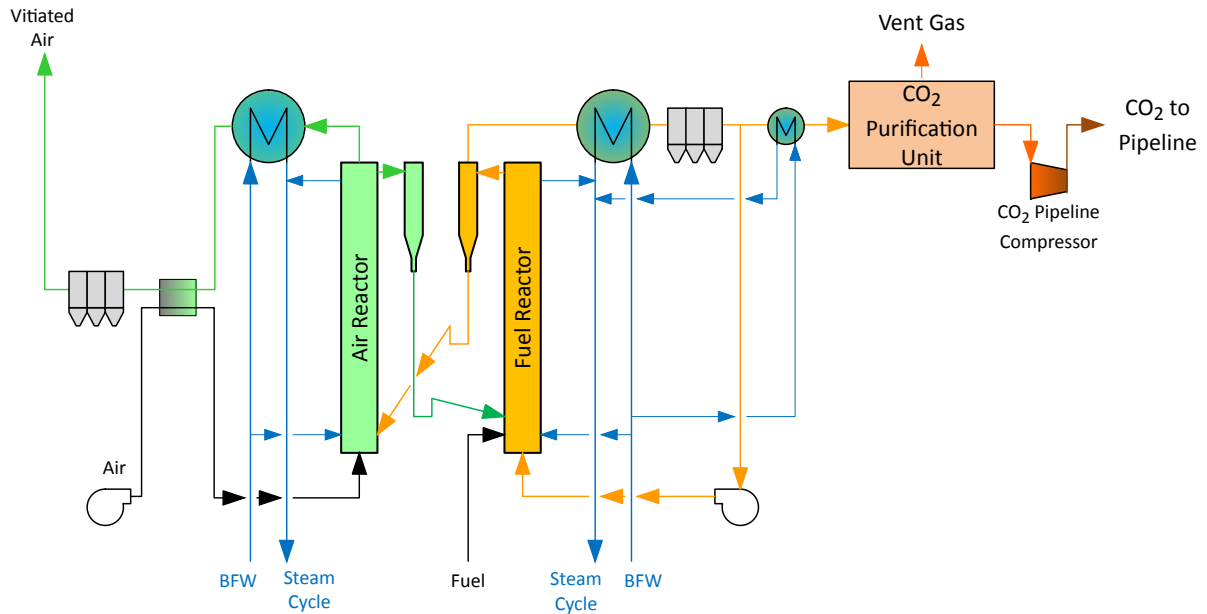 Vitiated
Air
Vent Gas
CO2
Purification
Unit
CO2 to
Pipeline
CO2 Pipeline
Compressor
Air Reactor
Fuel Reactor
Air
BFW
Steam
Cycle
Fuel
Steam
Cycle
BFW